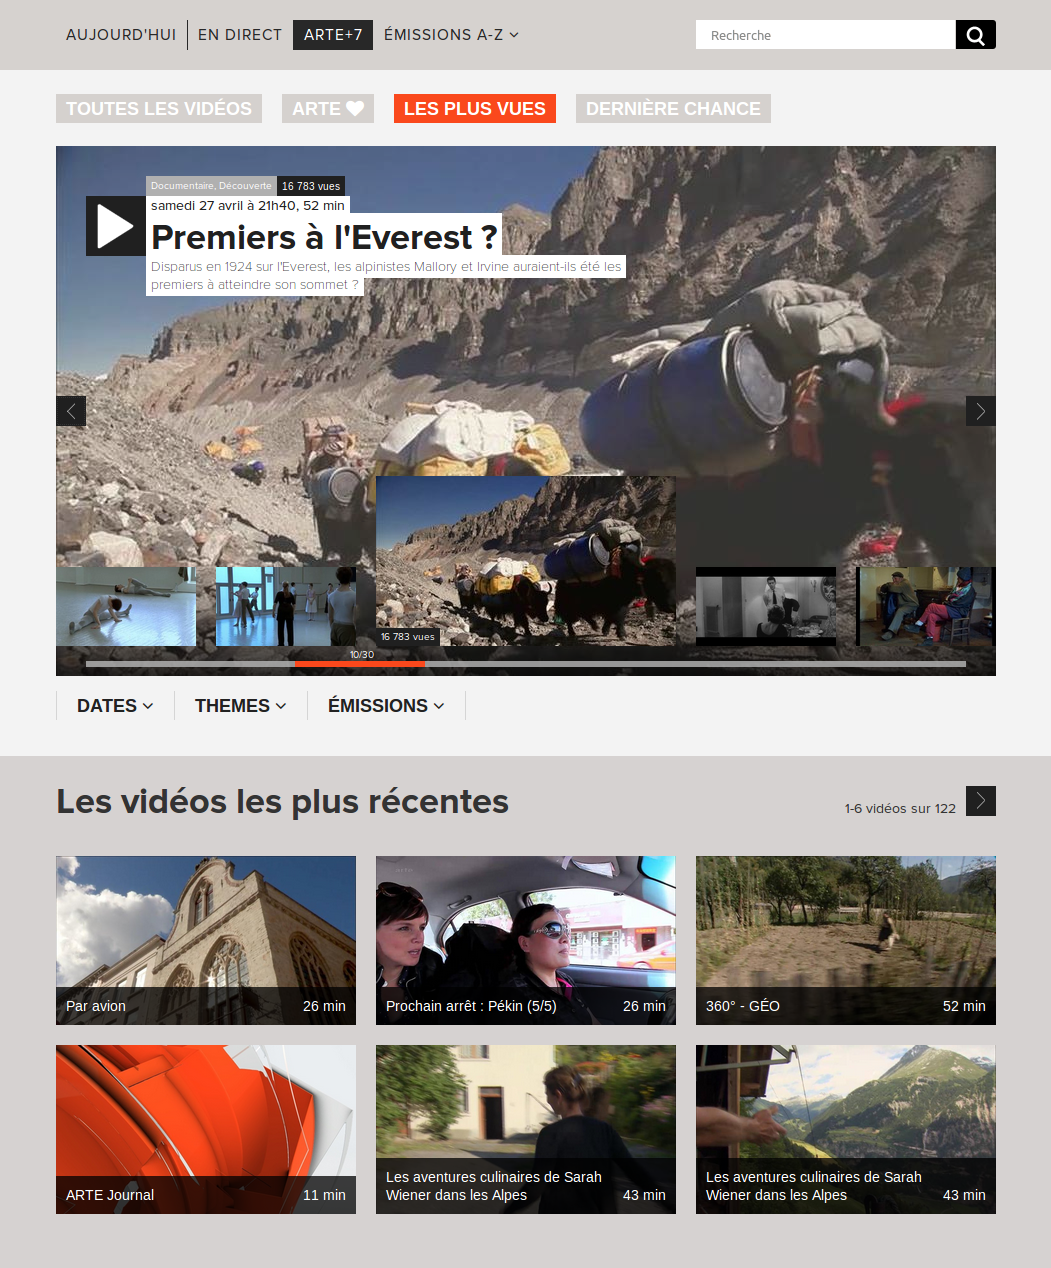 AUJOURD'HUI EN DIRECT ARTE+7 ÉMISSIONS A-Z
Recherche
TOUTES LES VIDÉOS ARTE LES PLUS VUES DERNIÈRE CHANCE
Documentaire, Découverte 16 783 vues
samedi 27 avril à 21h40, 52 min
Premiers à l'Everest ?
Disparus en 1924 sur l'Everest, les alpinistes Mallory et Irvine auraient-ils été les
premiers à atteindre son sommet ?
16 783 vues
10/30
DATES THEMES ÉMISSIONS
Les vidéos les plus récentes
1-6 vidéos sur 122
Par avion 26 min
Prochain arrêt : Pékin (5/5) 26 min
360° - GÉO 52 min
ARTE Journal 11 min
Les aventures culinaires de Sarah
Wiener dans les Alpes 43 min
Les aventures culinaires de Sarah
Wiener dans les Alpes 43 min